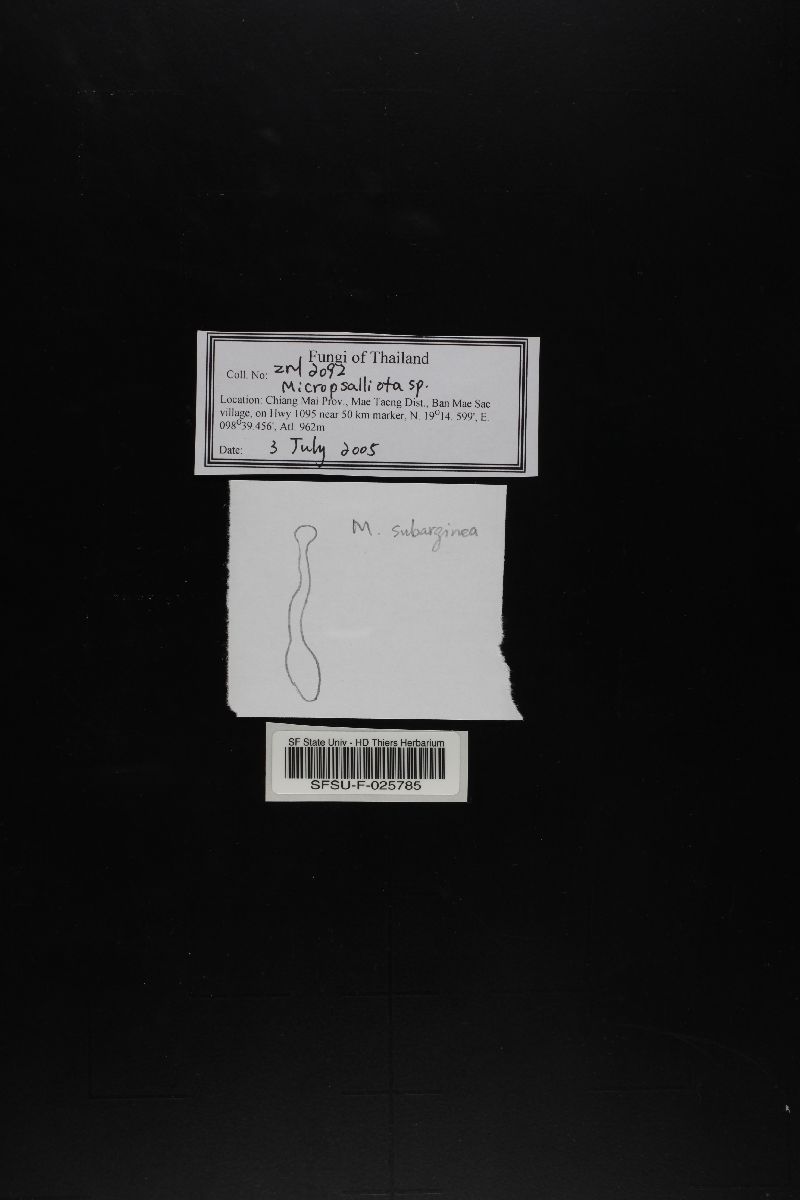 Fungi of Thailand
Coll. No: zrl 2092
Micropsalliota sp.
Location: Chiang Mai Prov., Mae Taeng Dist., Ban Mae Sae
village, on Hwy 1095 near 50 km marker, N. 19°14. 599', E.
098°39.456', Atl. 962m
Date: 3 July 2005
M. subarginea
SF State Univ - HD Thiers Herbarium
SFSU-F-025785